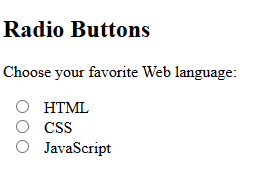 Radio Buttons
Choose your favorite Web language:
HTML
CSS
JavaScript